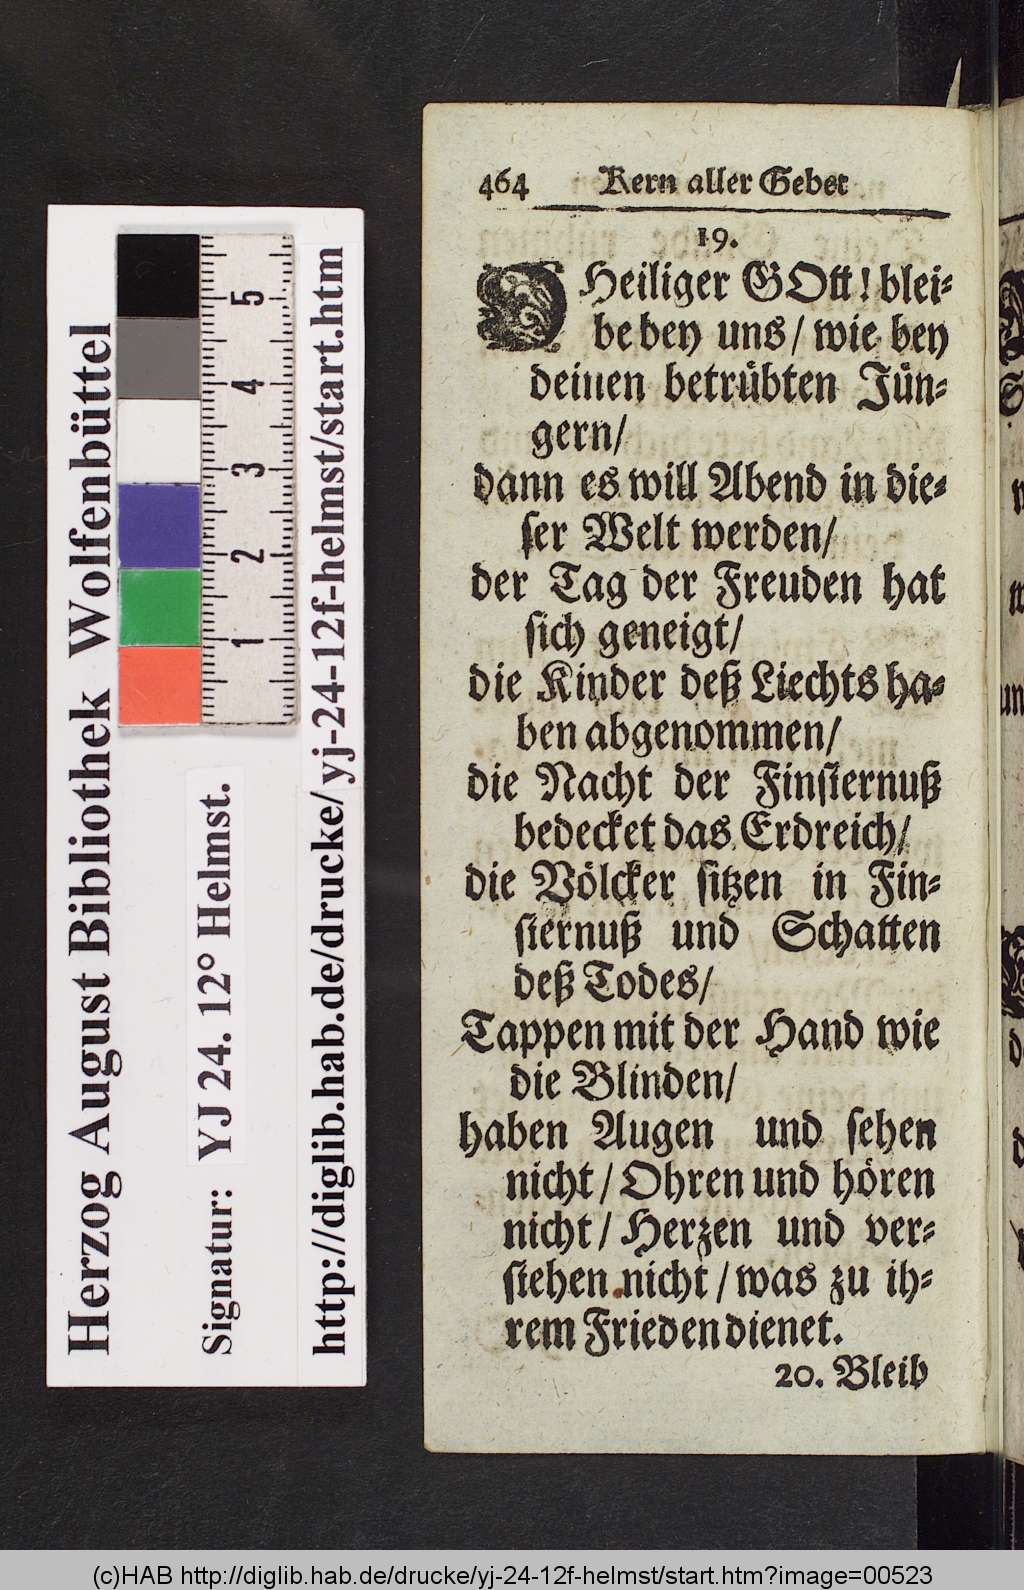 464 Kern aller Gebet
19.
O Heiliger GOtt! blei-
be bey uns/ wie bey
deinen betrübten Jün-
gern/
dann es will Abend in die-
ser Welt werden/
der Tag der Freuden hat
sich geneigt/
die Kinder deß Liechts ha-
ben abgenommen/
die Nacht der Finsternuß
bedecket das Erdreich/
die Völcker sitzen in Fin-
sternuß und Schatten
deß Todes/
Tappen mit der Hand wie
die Blinden/
haben Augen und sehen
nicht/ Ohren und hören
nicht/ Herzen und ver-
stehen nicht/ was zu ih-
rem Frieden dienet.
20. Bleib
Herzog August Bibliothek Wolfenbüttel
Signatur: YJ 24. 12° Helmst.
http://diglib.hab.de/drucke/yj-24-12f-helmst/start.htm
1 2 3 4 5
(c)HAB http://diglib.hab.de/drucke/yj-24-12f-helmst/start.htm?image=00523